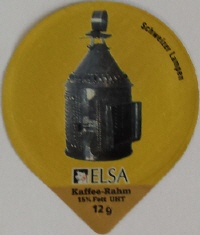 Schweizer Lampen
ELSA
Kaffee-Rahm
15% Fett UHT
12 g